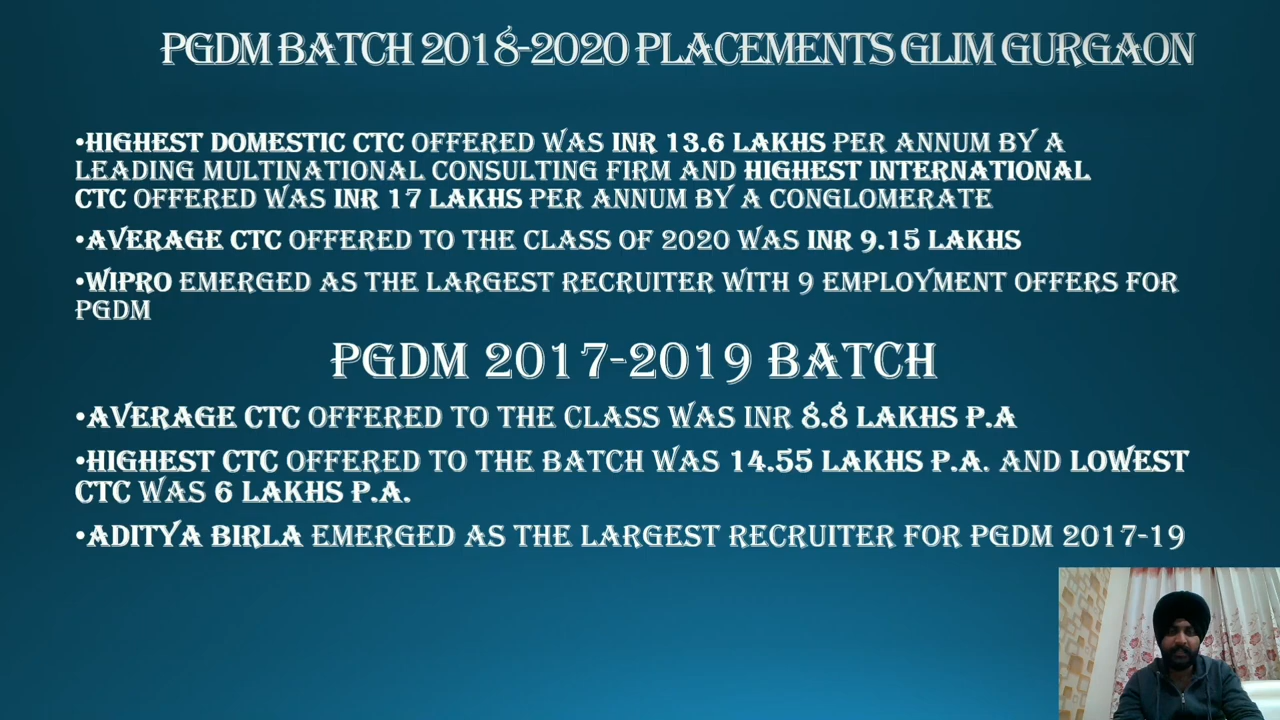 PGDM BATCH 2018-2020 PLACEMENTS GLIM GURGAON
•HIGHEST DOMESTIC CTC OFFERED WAS INR 13.6 LAKHS PER ANNUM BY A
LEADING MULTINATIONAL CONSULTING FIRM AND HIGHEST INTERNATIONAL
CTC OFFERED WAS INR 17 LAKHS PER ANNUM BY A CONGLOMERATE
•AVERAGE CTC OFFERED TO THE CLASS OF 2020 WAS INR 9.15 LAKHS
•WIPRO EMERGED AS THE LARGEST RECRUITER WITH 9 EMPLOYMENT OFFERS FOR
PGDM
PGDM 2017-2019 BATCH
•AVERAGE CTC OFFERED TO THE CLASS WAS INR 8.8 LAKHS P.A
•HIGHEST CTC OFFERED TO THE BATCH WAS 14.55 LAKHS P.A. AND LOWEST
CTC WAS 6 LAKHS P.A.
•ADITYA BIRLA EMERGED AS THE LARGEST RECRUITER FOR PGDM 2017-19